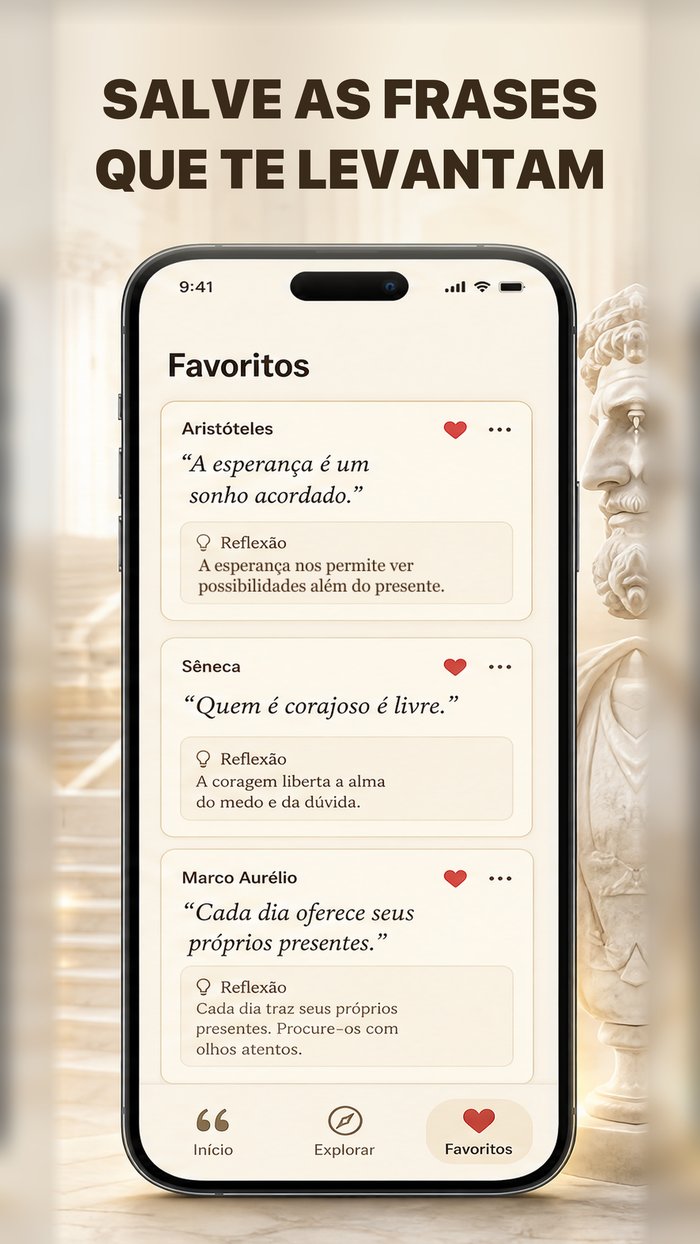 SALVE AS FRASES
QUE TE LEVANTAM
9:41
Favoritos
Aristóteles
“A esperança é um
sonho acordado.”
Reflexão
A esperança nos permite ver
possibilidades além do presente.
Sêneca
“Quem é corajoso é livre.”
Reflexão
A coragem liberta a alma
do medo e da dúvida.
Marco Aurélio
“Cada dia oferece seus
próprios presentes.”
Reflexão
Cada dia traz seus próprios
presentes. Procure-os com
olhos atentos.
Início
Explorar
Favoritos